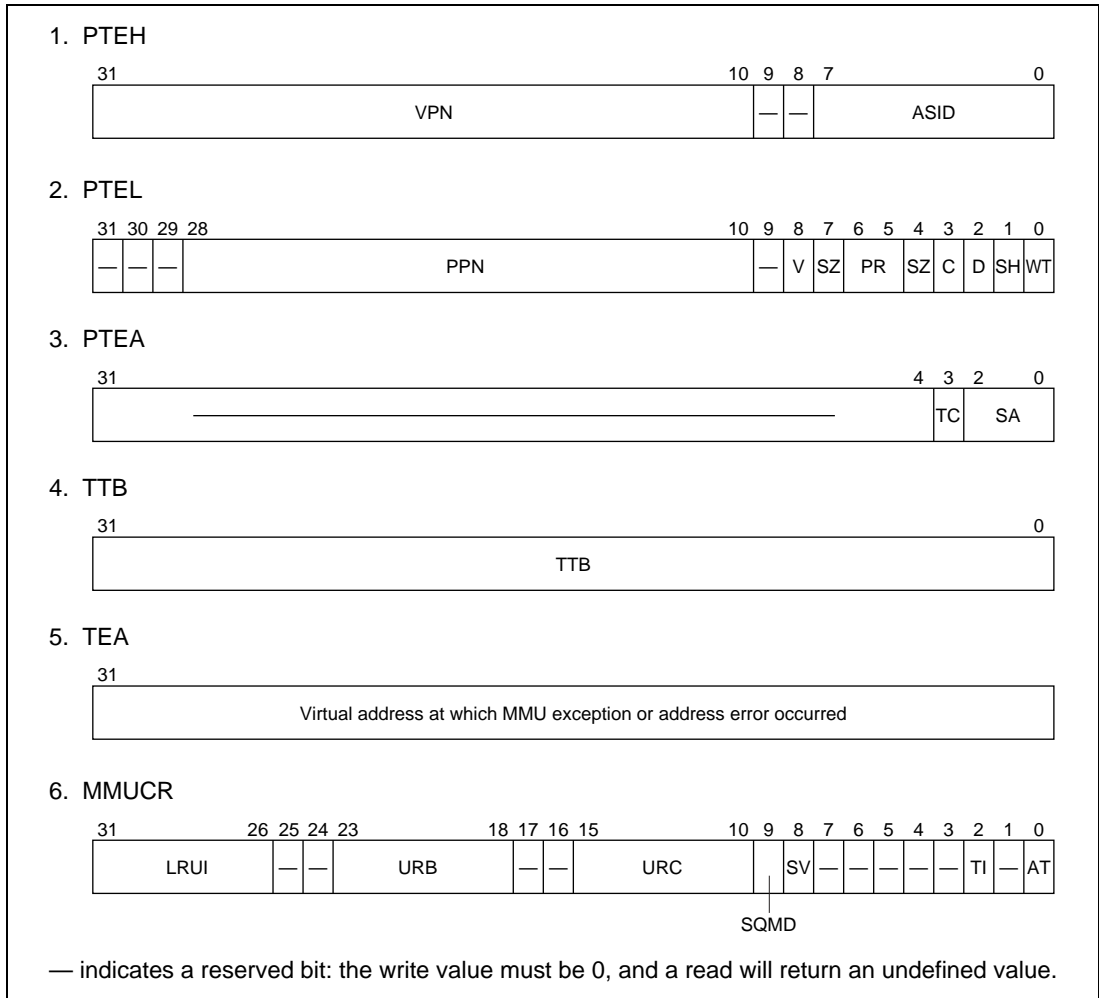 1. PTEH
31 10 9 8 7 0
VPN — — ASID
2. PTEL
31 30 29 28 10 9 8 7 6 5 4 3 2 1 0
— — — PPN — V SZ PR SZ C D SH WT
3. PTEA
31 4 3 2 0
— TC SA
4. TTB
31 0
TTB
5. TEA
31
Virtual address at which MMU exception or address error occurred
6. MMUCR
31 26 25 24 23 18 17 16 15 10 9 8 7 6 5 4 3 2 1 0
LRUI — — URB — — URC SV — — — — — TI — AT
SQMD
— indicates a reserved bit: the write value must be 0, and a read will return an undefined value.